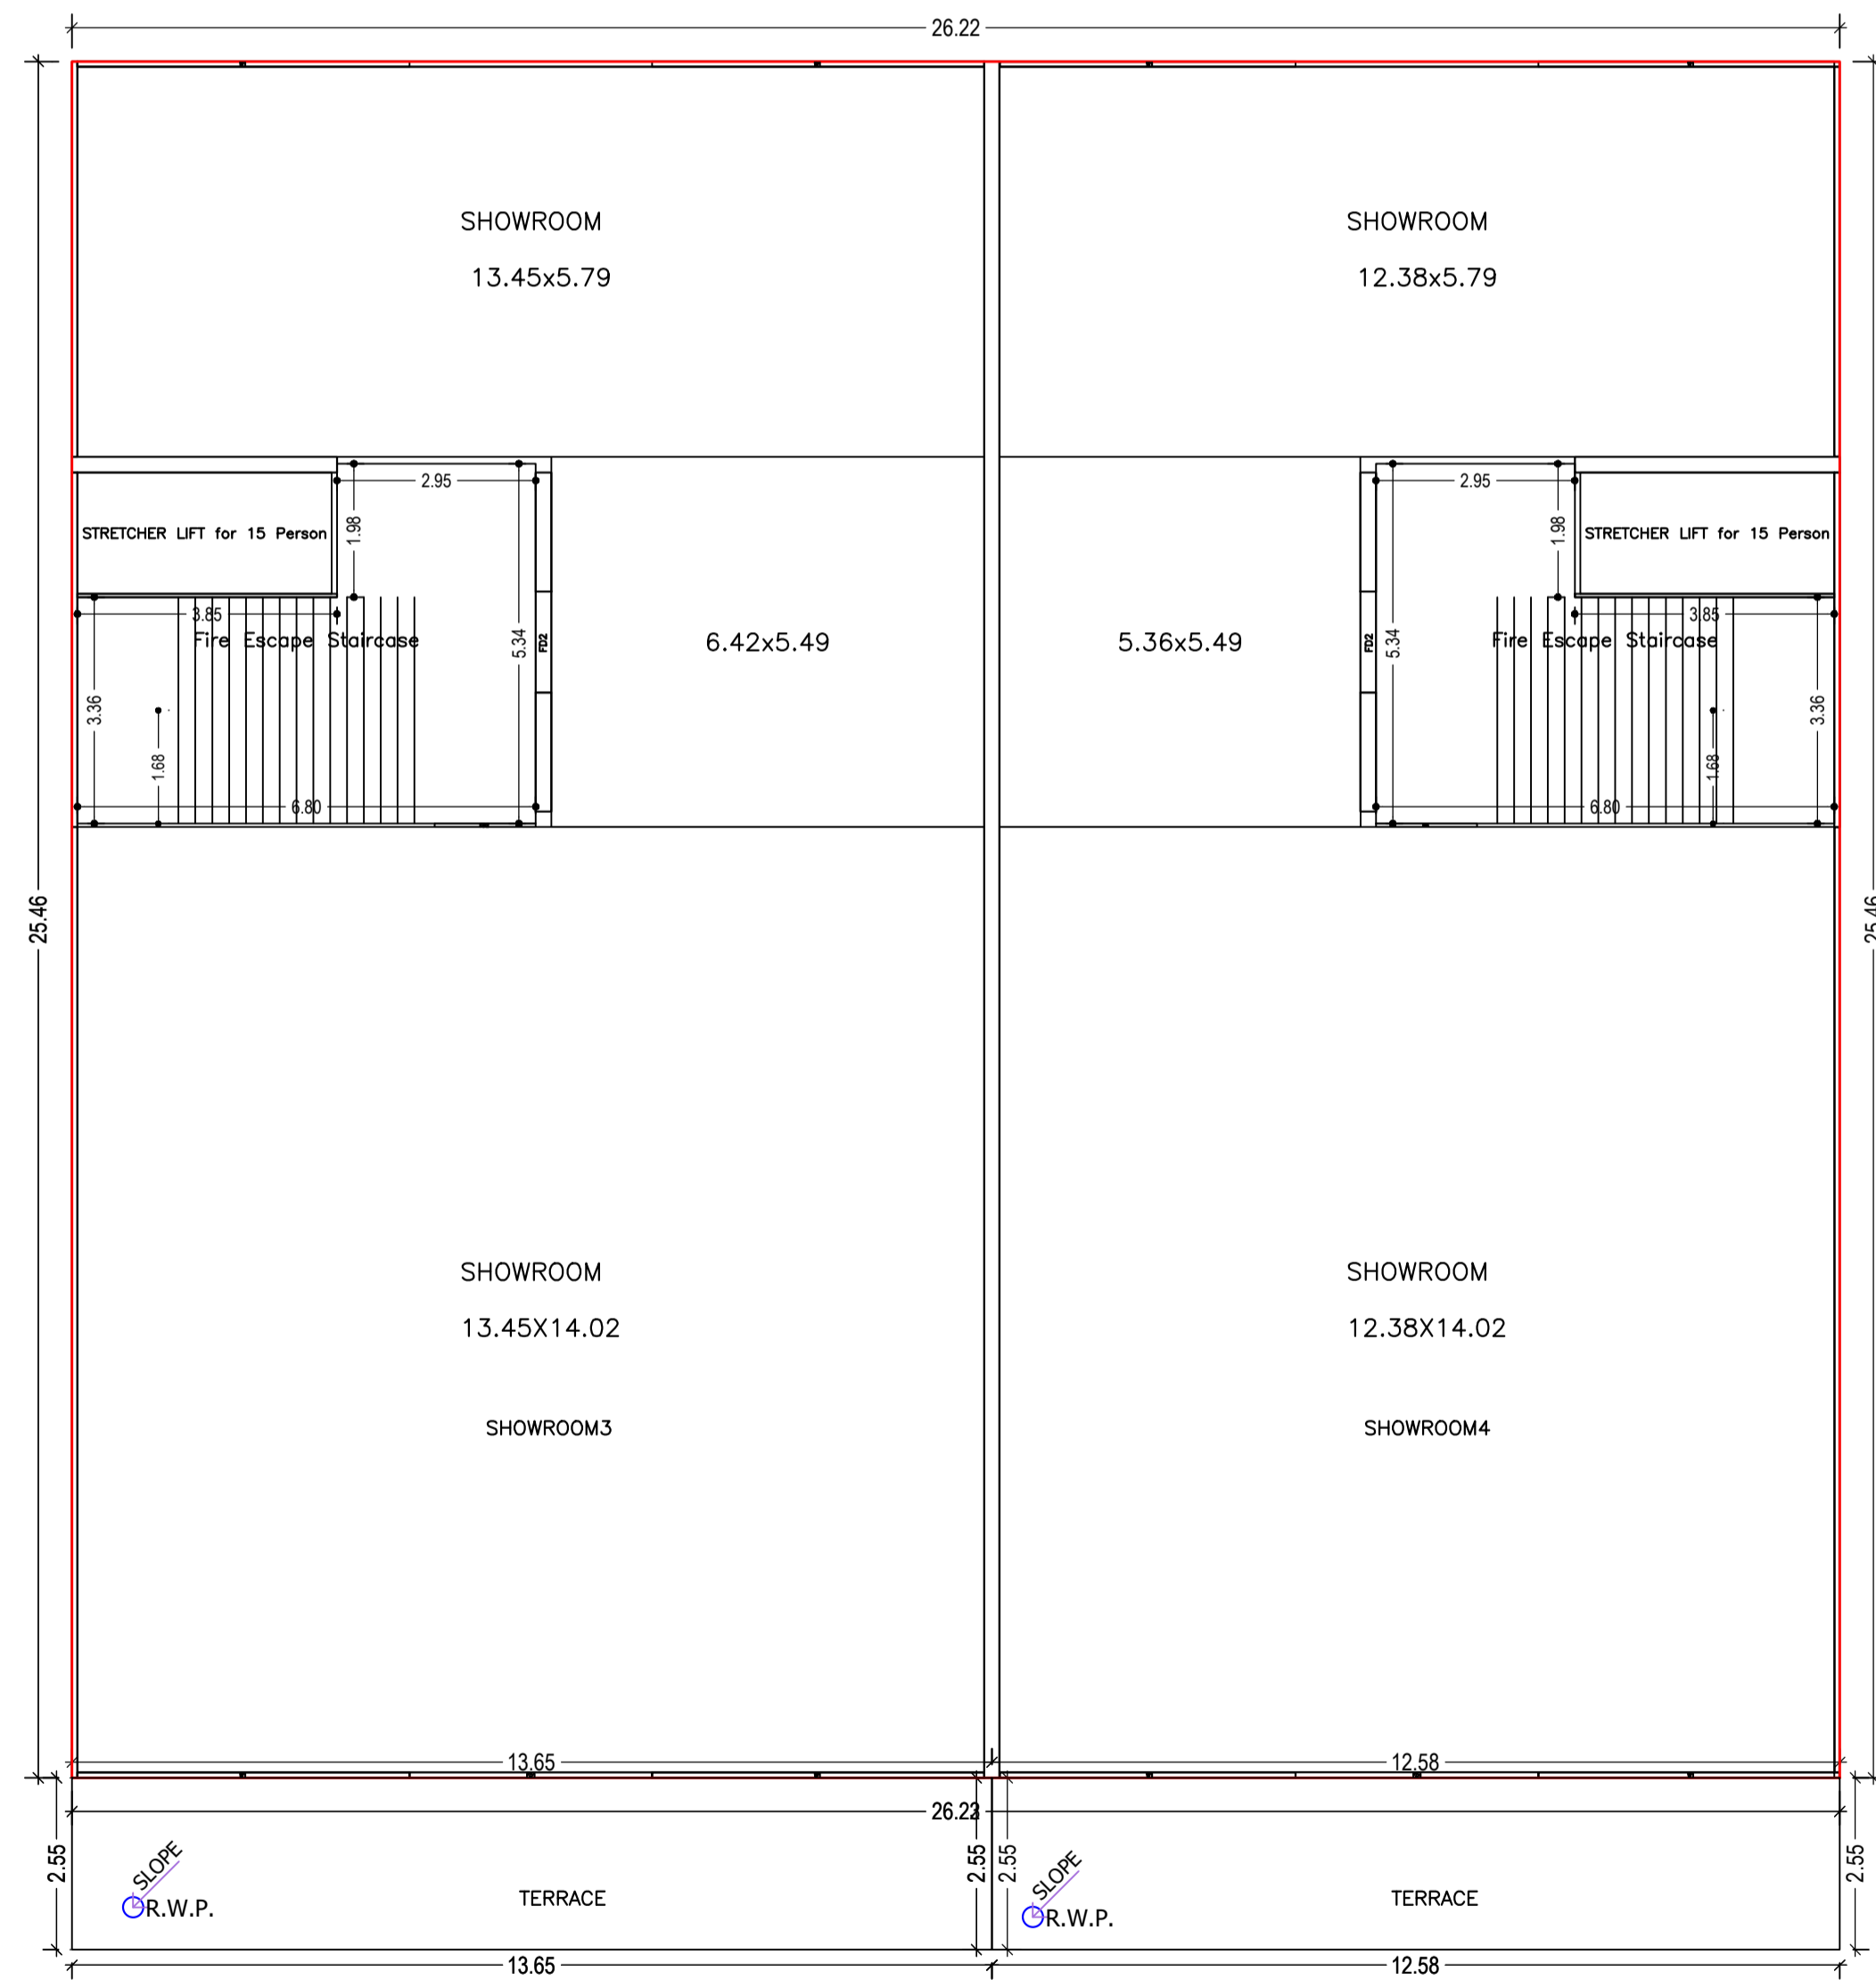 26.22
SHOWROOM
13.45x5.79
SHOWROOM
12.38x5.79
2.95
2.95
STRETCHER LIFT for 15 Person
1.98
1.98
STRETCHER LIFT for 15 Person
3.85
3.85
Fire Escape Staircase
5.34
FD2
6.42x5.49
5.36x5.49
FD2
5.34
Fire Escape Staircase
3.36
3.36
1.68
1.68
6.80
6.80
25.46
25.46
SHOWROOM
13.45X14.02
SHOWROOM
12.38X14.02
SHOWROOM3
SHOWROOM4
13.65
12.58
2.55
2.55
2.55
2.55
SLOPE
R.W.P.
TERRACE
SLOPE
R.W.P.
TERRACE
13.65
12.58